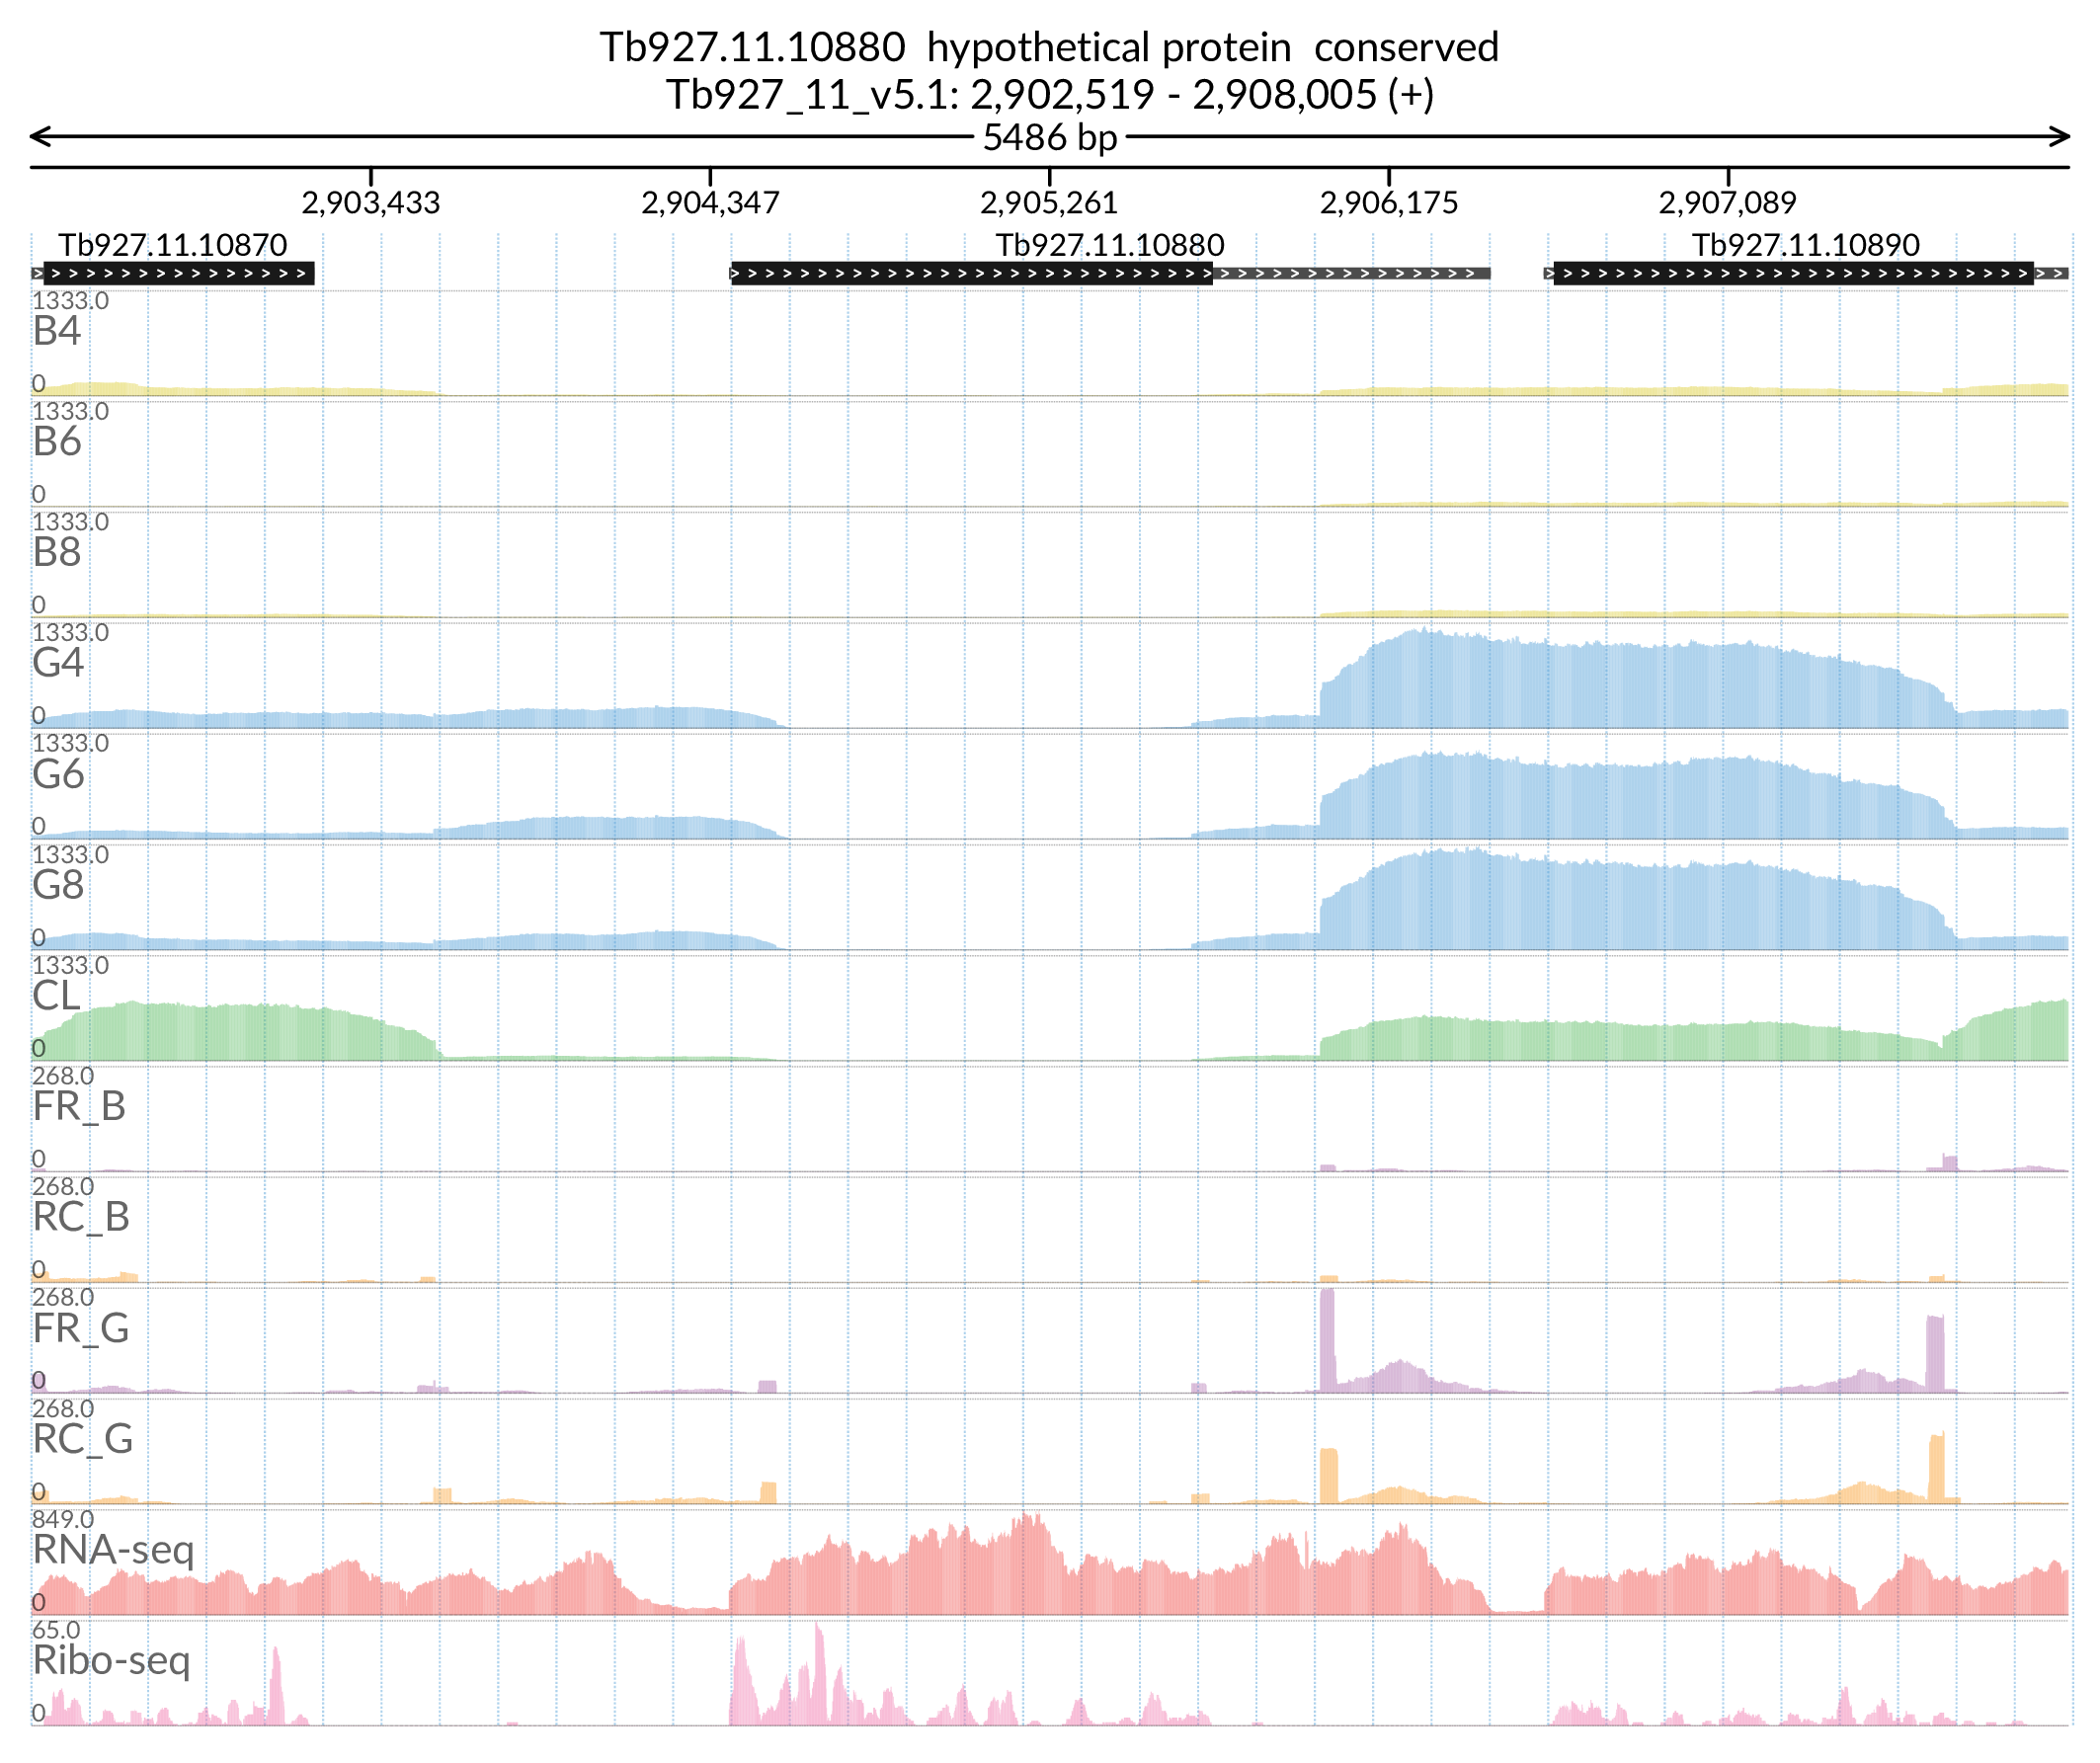 Tb927.11.10880 hypothetical protein conserved
Tb927_11_v5.1: 2,902,519 - 2,908,005 (+)
5486 bp
2,903,433 2,904,347 2,905,261 2,906,175 2,907,089
Tb927.11.10870 Tb927.11.10880 Tb927.11.10890
1333.0
B4
0
1333.0
B6
0
1333.0
B8
0
1333.0
G4
0
1333.0
G6
0
1333.0
G8
0
1333.0
CL
0
268.0
FR_B
0
268.0
RC_B
0
268.0
FR_G
0
268.0
RC_G
0
849.0
RNA-seq
0
65.0
Ribo-seq
0